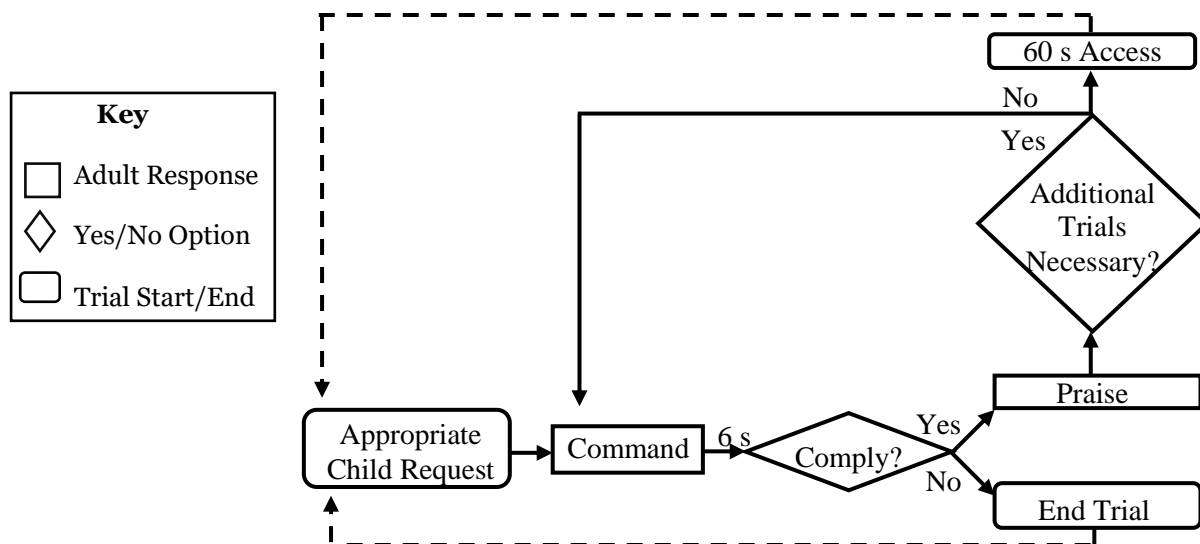 Key
Adult Response
Yes/No Option
Trial Start/End
60 s Access
No
Yes
Additional
Trials
Necessary?
Praise
Appropriate
Child Request
Command
6 s
Comply?
Yes
No
End Trial